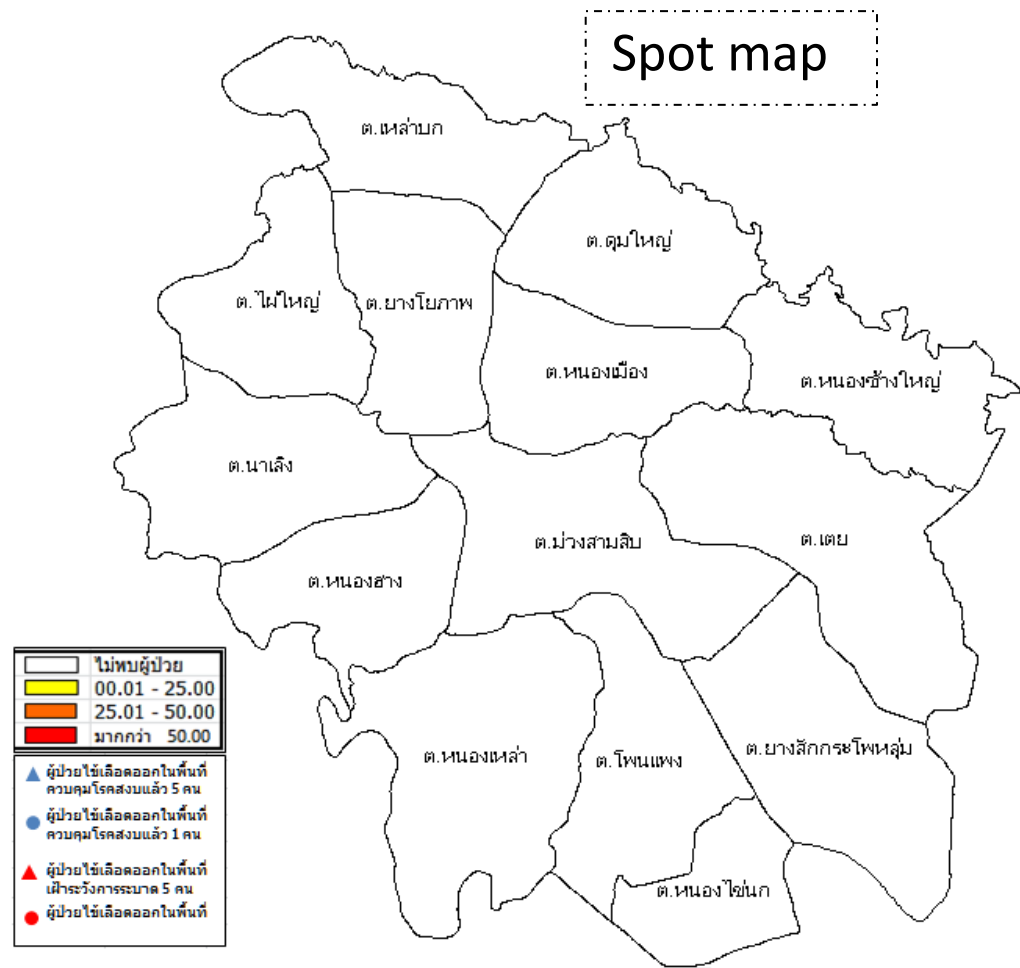 Spot map
ต.เหล่าบก
ต.ดุมใหญ่
ต.ไผ่ใหญ่
ต.ยางโยภาพ
ต.หนองเมือง
ต.หนองช้างใหญ่
ต.นาเลิง
ต.ม่วงสามสิบ
ต.เตย
ต.หนองฮาง
ต.หนองเหล่า
ต.โพนแพง
ต.ยางสักกระโพหลุ่ม
ต.หนองไข่นก
ไม่พบผู้ป่วย
00.01 - 25.00
25.01 - 50.00
มากกว่า 50.00
ผู้ป่วยไข้เลือดออกในพื้นที่
ควบคุมโรคสงบแล้ว 5 คน
ผู้ป่วยไข้เลือดออกในพื้นที่
ควบคุมโรคสงบแล้ว 1 คน
ผู้ป่วยไข้เลือดออกในพื้นที่
เฝ้าระวังการระบาด 5 คน
ผู้ป่วยไข้เลือดออกในพื้นที่